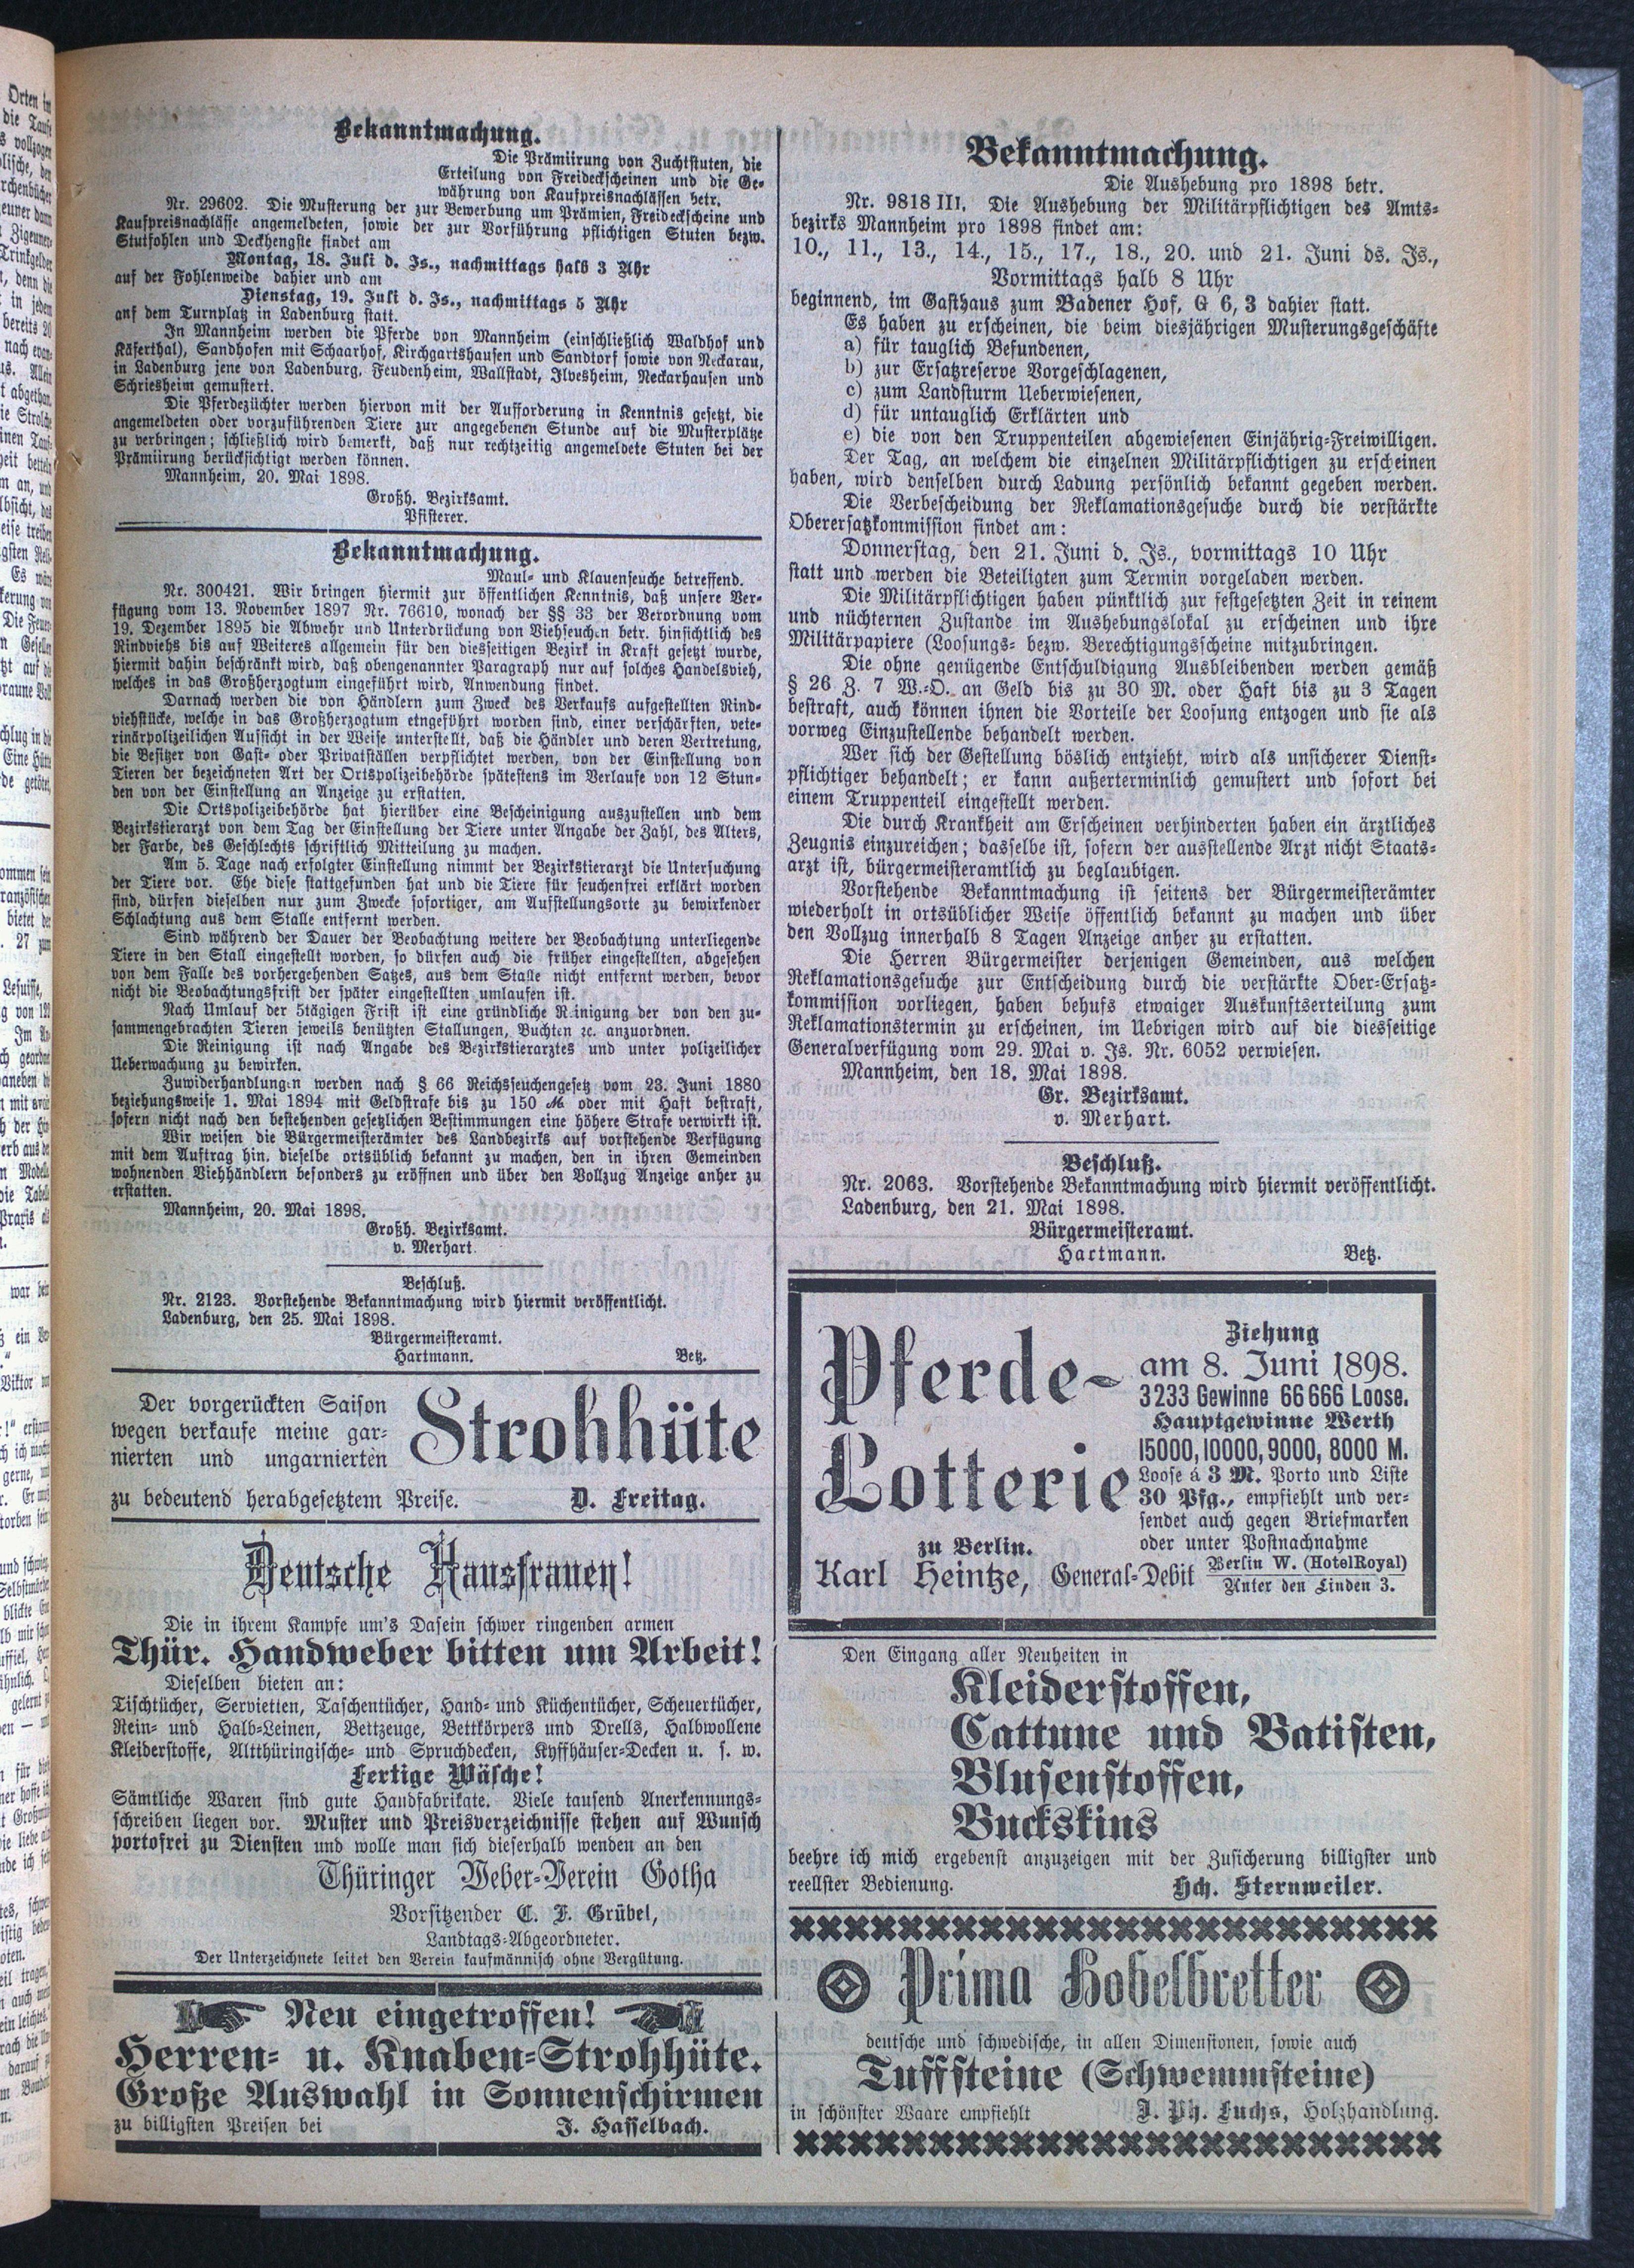 Bekanntmachung.
Die Prämiirung von Zuchtstuten, die
Erteilung von Freideckscheinen und die Ge-
währung von Kaufpreisnachlässen betr.
Nr. 29602. Die Musterung der zur Bewerbung um Prämien, Freideckscheine und
Kaufpreisnachlässe angemeldeten, sowie der zur Vorführung pflichtigen Stuten bezw.
Stutfohlen und Deckhengste findet am
Montag, 18. Juli d. Js., nachmittags halb 3 Uhr
auf der Fohlenweide dahier und am
Dienstag, 19. Juli d. Js., nachmittags 5 Uhr
anf dem Turnplatz in Ladenburg statt.
In Mannheim werden die Pferde von Mannheim (einschließlich Waldhof und
Käferthal), Sandhofen mit Schaarhof, Kirchgartshausen und Sandtorf sowie von Neckarau,
in Ladenburg jene von Ladenburg, Feudenheim, Wallstadt, Ilvesheim, Neckarhausen und
Schriesheim gemustert.
Die Pferdezüchter werden hiervon mit der Aufforderung in Kenntnis gesetzt, die
angemeldeten oder vorzuführenden Tiere zur angegebenen Stunde auf die Musterplätze
zu verbringen; schließlich wird bemerkt, daß nur rechtzeitig angemeldete Stuten bei der
Prämiirung berücksichtigt werden können.
Mannheim, 20. Mai 1898.
Großh. Bezirksamt.
Pfisterer.
Bekanntmachung.
Maul- und Klauenseuche betreffend.
Nr. 300421. Wir bringen hiermit zur öffentlichen Kenntnis, daß unsere Ver-
fügung vom 13. November 1897 Nr. 76610, wonach der §§ 33 der Verordnung vom
19. Dezember 1895 die Abwehr und Unterdrückung von Viehseuchen betr. hinsichtlich des
Rindviehs bis auf Weiteres allgemein für den diesseitigen Bezirk in Kraft gesetzt wurde,
hiermit dahin beschränkt wird, daß obengenannter Paragraph nur auf solches Handelsvieh,
welches in das Großherzogtum eingeführt wird, Anwendung findet.
Darnach werden die von Händlern zum Zweck des Verkaufs aufgestellten Rind-
viehstücke, welche in das Großherzogtum etngeführt worden sind, einer verschärften, vete-
rinärpolizeilichen Aufsicht in der Weise unterstellt, daß die Händler und deren Vertretung,
die Besitzer von Gast- oder Privatställen verpflichtet werden, von der Einstellung von
Tieren der bezeichneten Art der Ortspolizeibehörde spätestens im Verlaufe von 12 Stun-
den von der Einstellung an Anzeige zu erstatten.
Die Ortspolizeibehörde hat hierüber eine Bescheinigung auszustellen und dem
Bezirkstierarzt von dem Tag der Einstellung der Tiere unter Angabe der Zahl, des Alters,
der Farbe, des Geschlechts schriftlich Mitteilung zu machen.
Am 5. Tage nach erfolgter Einstellung nimmt der Bezirkstierarzt die Untersuchung
der Tiere vor. Ehe diese stattgefunden hat und die Tiere für seuchenfrei erklärt worden
sind, dürfen dieselben nur zum Zwecke sofortiger, am Aufstellungsorte zu bewirkender
Schlachtung aus dem Stalle entfernt werden.
Sind während der Dauer der Beobachtung weitere der Beobachtung unterliegende
Tiere in den Stall eingestellt worden, so dürfen auch die früher eingestellten, abgesehen
von dem Falle des vorhergehenden Satzes, aus dem Stalle nicht entfernt werden, bevor
nicht die Beobachtungsfrist der später eingestellten umlaufen ist.
Nach Umlauf der 5tägigen Frist ist eine gründliche Reinigung der von den zu-
sammengebrachten Tieren jeweils benützten Stallungen, Buchten ꝛc. anzuordnen.
Die Reinigung ist nach Angabe des Bezirkstierarztes und unter polizeilicher
Ueberwachung zu bewirken.
Zuwiderhandlungen werden nach § 66 Reichsseuchengesetz vom 23. Juni 1880
beziehungsweise 1. Mai 1894 mit Geldstrafe bis zu 150 ℳ oder mit Haft bestraft,
sofern nicht nach den bestehenden gesetzlichen Bestimmungen eine höhere Strafe verwirkt ist.
Wir weisen die Bürgermeisterämter des Landbezirks auf vorstehende Verfügung
mit dem Auftrag hin, dieselbe ortsüblich bekannt zu machen, den in ihren Gemeinden
wohnenden Viehhändlern besonders zu eröffnen und über den Vollzug Anzeige anher zu
erstatten.
Mannheim, 20. Mai 1898.
Großh. Bezirksamt.
v. Merhart.
Beschluß.
Nr. 2123. Vorstehende Bekanntmachung wird hiermit veröffentlicht.
Ladenburg, den 25. Mai 1898.
Bürgermeisteramt.
Hartmann. Betz.
Der vorgerückten Saison
wegen verkaufe meine gar-
nierten und ungarnierten
Strohhüte
zu bedeutend herabgesetztem Preise. D. Freitag.
Deutsche Hausfrauen!
Die in ihrem Kampfe um's Dasein schwer ringenden armen
Thür. Handweber bitten um Arbeit!
Dieselben bieten an:
Tischtücher, Servietten, Taschentücher, Hand- und Küchentücher, Scheuertücher,
Rein- und Halb-Leinen, Bettzeuge, Bettkörpers und Drells, Halbwollene
Kleiderstoffe, Altthüringische- und Spruchdecken, Kyffhäuser-Decken u. s. w.
Fertige Wäsche!
Sämtliche Waren sind gute Handfabrikate. Viele tausend Anerkennungs-
schreiben liegen vor. Muster und Preisverzeichnisse stehen auf Wunsch
portofrei zu Diensten und wolle man sich dieserhalb wenden an den
Thüringer Weber-Verein Gotha
Vorsitzender C. F. Grübel,
Landtags-Abgeordneter.
Der Unterzeichnete leitet den Verein kaufmännisch ohne Vergütung.
Neu eingetroffen!
Herren- u. Knaben-Strohhüte.
Große Auswahl in Sonnenschirmen
zu billigsten Preisen bei J. Hasselbach.
Bekanntmachung.
Die Aushebung pro 1898 betr.
Nr. 9818 III. Die Aushebung der Militärpflichtigen des Amts-
bezirks Mannheim pro 1898 findet am:
10., 11., 13., 14., 15., 17., 18., 20. und 21. Juni ds. Js.,
Vormittags halb 8 Uhr
beginnend, im Gasthaus zum Badener Hof, G 6, 3 dahier statt.
Es haben zu erscheinen, die beim diesjährigen Musterungsgeschäfte
a) für tauglich Befundenen,
b) zur Ersatzreserve Vorgeschlagenen,
c) zum Landsturm Ueberwiesenen,
d) für untauglich Erklärten und
e) die von den Truppenteilen abgewiesenen Einjährig-Freiwilligen.
Der Tag, an welchem die einzelnen Militärpflichtigen zu erscheinen
haben, wird denselben durch Ladung persönlich bekannt gegeben werden.
Die Verbescheidung der Reklamationsgesuche durch die verstärkte
Oberersatzkommission findet am:
Donnerstag, den 21. Juni d. Js., vormittags 10 Uhr
statt und werden die Beteiligten zum Termin vorgeladen werden.
Die Militärpflichtigen haben pünktlich zur festgesetzten Zeit in reinem
und nüchternen Zustande im Aushebungslokal zu erscheinen und ihre
Militärpapiere (Loosungs- bezw. Berechtigungsscheine mitzubringen.
Die ohne genügende Entschuldigung Ausbleibenden werden gemäß
§ 26 Z. 7 W.-O. an Geld bis zu 30 M. oder Haft bis zu 3 Tagen
bestraft, auch können ihnen die Vorteile der Loosung entzogen und sie als
vorweg Einzustellende behandelt werden.
Wer sich der Gestellung böslich entzieht, wird als unsicherer Dienst-
pflichtiger behandelt; er kann außerterminlich gemustert und sofort bei
einem Truppenteil eingestellt werden.
Die durch Krankheit am Erscheinen verhinderten haben ein ärztliches
Zeugnis einzureichen; dasselbe ist, sofern der ausstellende Arzt nicht Staats-
arzt ist, bürgermeisteramtlich zu beglaubigen.
Vorstehende Bekanntmachung ist seitens der Bürgermeisterämter
wiederholt in ortsüblicher Weise öffentlich bekannt zu machen und über
den Vollzug innerhalb 8 Tagen Anzeige anher zu erstatten.
Die Herren Bürgermeister derjenigen Gemeinden, aus welchen
Reklamationsgesuche zur Entscheidung durch die verstärkte Ober-Ersatz-
kommission vorliegen, haben behufs etwaiger Auskunftserteilung zum
Reklamationstermin zu erscheinen, im Uebrigen wird auf die diesseitige
Generalverfügung vom 29. Mai v. Js. Nr. 6052 verwiesen.
Mannheim, den 18. Mai 1898.
Gr. Bezirksamt.
v. Merhart.
Beschluß.
Nr. 2063. Vorstehende Bekanntmachung wird hiermit veröffentlicht.
Ladenburg, den 21. Mai 1898.
Bürgermeisteramt.
Hartmann. Betz.
Pferde-
Lotterie
zu Berlin.
Ziehung
am 8. Juni 1898.
3233 Gewinne 66666 Loose.
Hauptgewinne Werth
15000, 10000, 9000, 8000 M.
Loose á 3 M. Porto und Liste
30 Pfg., empfiehlt und ver-
sendet auch gegen Briefmarken
oder unter Postnachnahme
Karl Heintze, General-Debit Berlin W. (Hotel Royal)
Unter den Linden 3.
Den Eingang aller Neuheiten in
Kleiderstoffen,
Cattune und Batisten,
Blusenstoffen,
Buckskins
beehre ich mich ergebenst anzuzeigen mit der Zusicherung billigster und
reellster Bedienung. Hch. Sternweiler.
Prima Hobelbretter
deutsche und schwedische, in allen Dimensionen, sowie auch
Tuffsteine (Schwemmsteine)
in schönster Waare empfiehlt J. Ph. Fuchs, Holzhandlung.